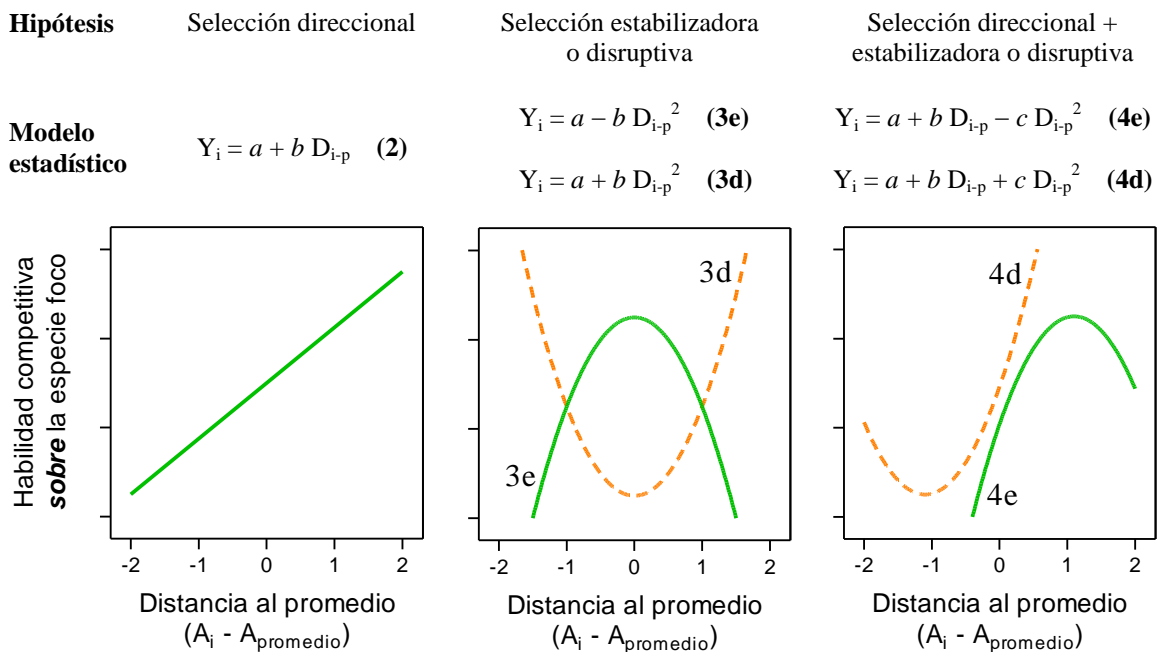 Hipótesis Selección direccional Selección estabilizadora o disruptiva Selección direccional + estabilizadora o disruptiva
Modelo estadístico Yi = a + b Di-p (2)
Yi = a − b Di-p² (3e) Yi = a + b Di-p − c Di-p² (4e)
Yi = a + b Di-p² (3d) Yi = a + b Di-p + c Di-p² (4d)
Habilidad competitiva
sobre la especie foco
3d
3e
4d
4e
-2 -1 0 1 2
-2 -1 0 1 2
-2 -1 0 1 2
Distancia al promedio
(Ai - Apromedio)
Distancia al promedio
(Ai - Apromedio)
Distancia al promedio
(Ai - Apromedio)